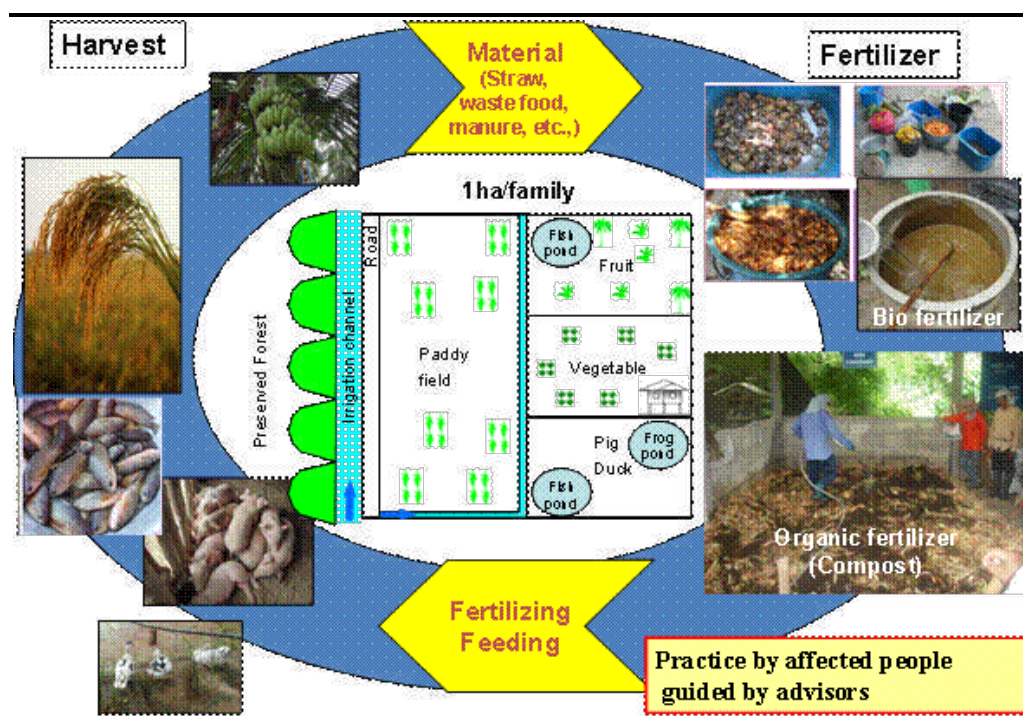 Harvest
Material
(Straw,
waste food,
manure, etc.,)
Fertilizer
1ha/family
Preserved Forest
Irrigation channel
Road
Paddy
field
Fish
pond
Fruit
Vegetable
Pig
Duck
Frog
pond
Fish
pond
Bio fertilizer
Organic fertilizer
(Compost)
Fertilizing
Feeding
Practice by affected people
guided by advisors